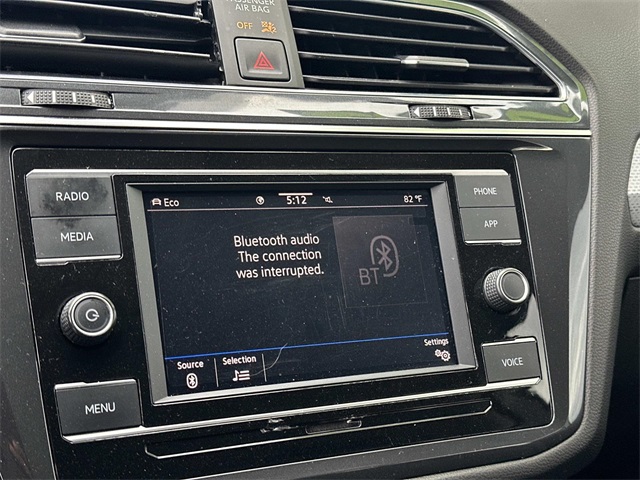 PASSENGER
AIR BAG
OFF
Eco
5:12
82 °F
RADIO
MEDIA
MENU
PHONE
APP
VOICE
Bluetooth audio
The connection
was interrupted.
BT
Source
Selection
Settings